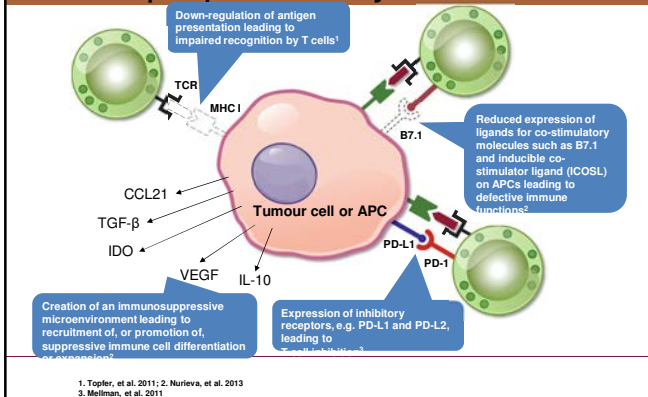 Down-regulation of antigen
presentation leading to
impaired recognition by T cells1
TCR
MHC I
B7.1
Reduced expression of
ligands for co-stimulatory
molecules such as B7.1
and inducible co-
stimulator ligand (ICOSL)
on APCs leading to
defective immune
functions2
CCL21
TGF-β
IDO
VEGF
IL-10
Tumour cell or APC
PD-L1
PD-1
Creation of an immunosuppressive
microenvironment leading to
recruitment of, or promotion of,
suppressive immune cell differentiation
or expansion2
Expression of inhibitory
receptors, e.g. PD-L1 and PD-L2,
leading to
T cell inhibition3
1. Topfer, et al. 2011; 2. Nurieva, et al. 2013
3. Mellman, et al. 2011